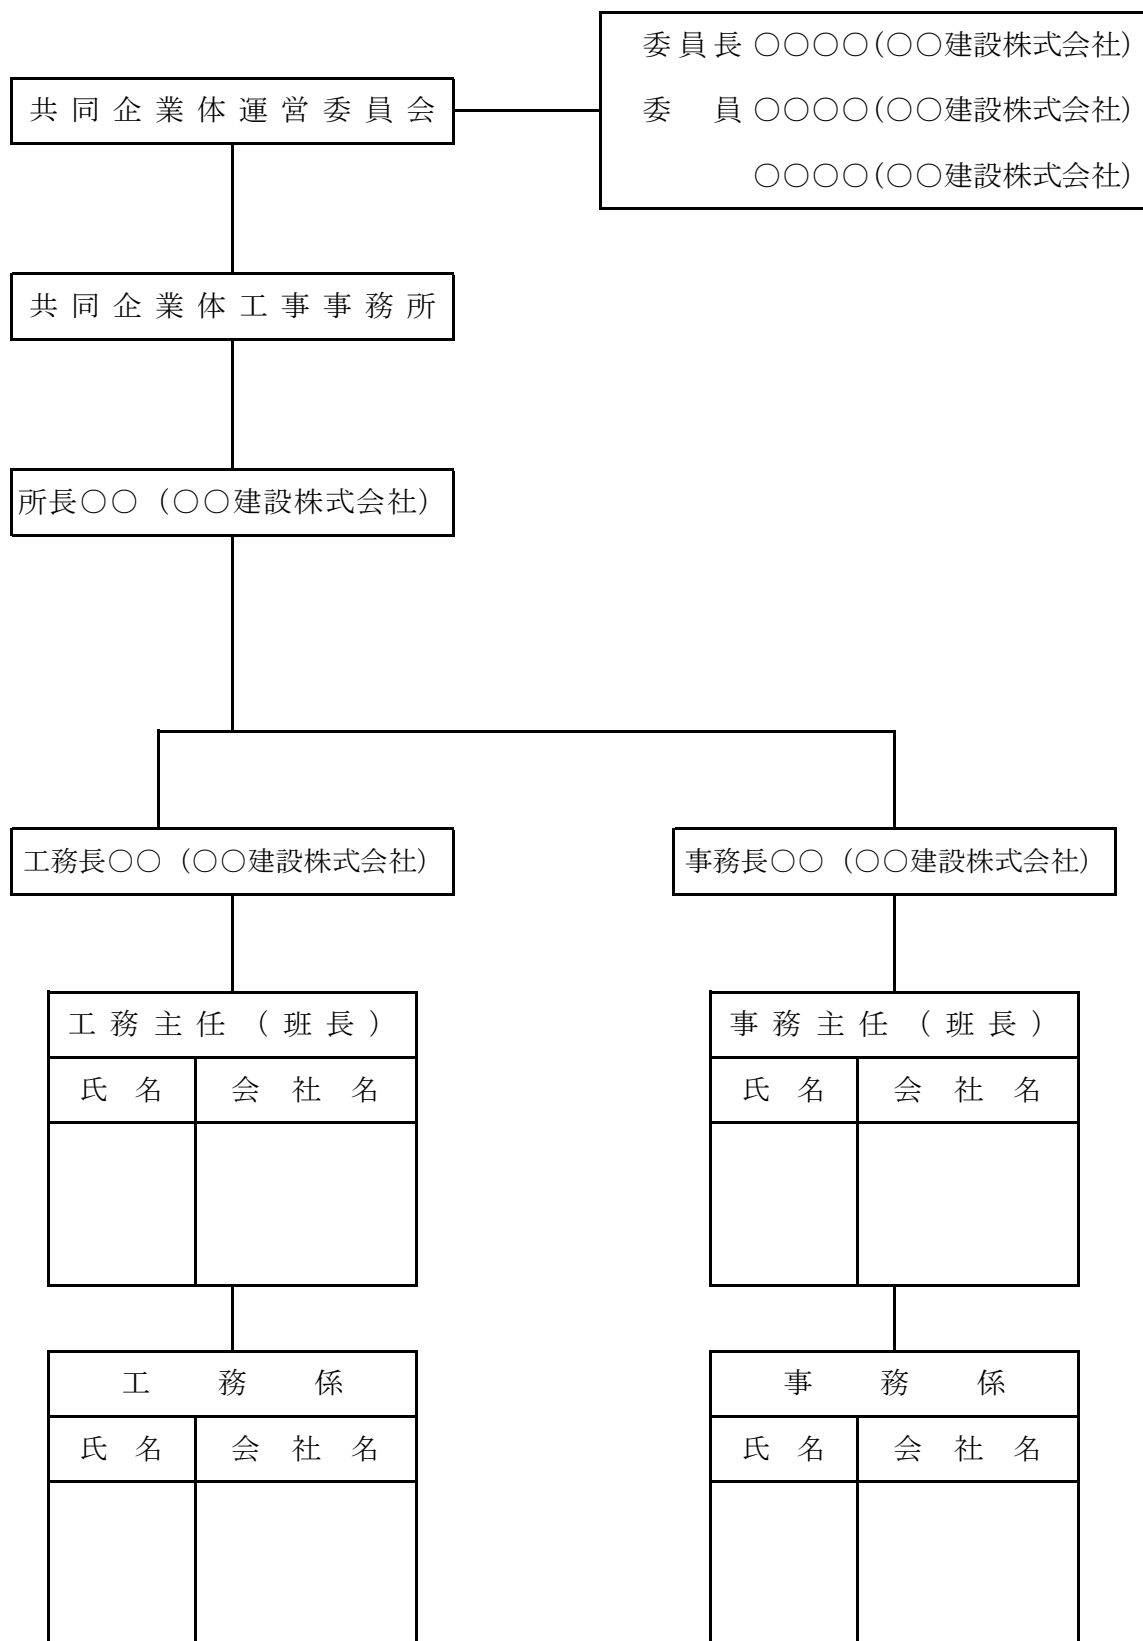 委員長 ○○○○(○○建設株式会社)
共同企業体運営委員会
委　員 ○○○○(○○建設株式会社)
○○○○(○○建設株式会社)
共同企業体工事事務所
所長○○（○○建設株式会社）
工務長○○（○○建設株式会社）
事務長○○（○○建設株式会社）
工務主任（班長）
事務主任（班長）
氏名 会社名
氏名 会社名
工務係
事務係
氏名 会社名
氏名 会社名